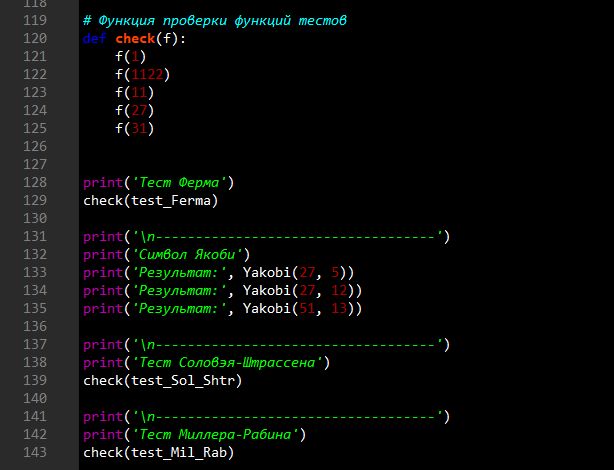 118
119 # Функция проверки функций тестов
120 def check(f):
121     f(1)
122     f(1122)
123     f(11)
124     f(27)
125     f(31)
126
127
128 print('Тест Ферма')
129 check(test_Ferma)
130
131 print('\n-----------------------------------')
132 print('Символ Якоби')
133 print('Результат:', Yakobi(27, 5))
134 print('Результат:', Yakobi(27, 12))
135 print('Результат:', Yakobi(51, 13))
136
137 print('\n-----------------------------------')
138 print('Тест Соловэя-Штрассена')
139 check(test_Sol_Shtr)
140
141 print('\n-----------------------------------')
142 print('Тест Миллера-Рабина')
143 check(test_Mil_Rab)